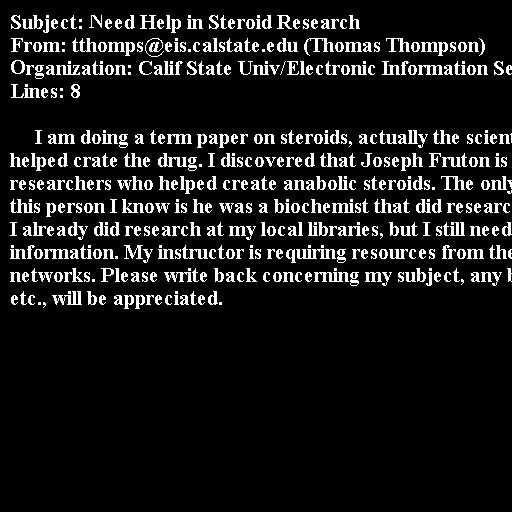 Subject: Need Help in Steroid Research
From: tthomps@eis.calstate.edu (Thomas Thompson)
Organization: Calif State Univ/Electronic Information Se
Lines: 8
I am doing a term paper on steroids, actually the scient
helped crate the drug. I discovered that Joseph Fruton is
researchers who helped create anabolic steroids. The only
this person I know is he was a biochemist that did researc
I already did research at my local libraries, but I still need
information. My instructor is requiring resources from the
networks. Please write back concerning my subject, any b
etc., will be appreciated.